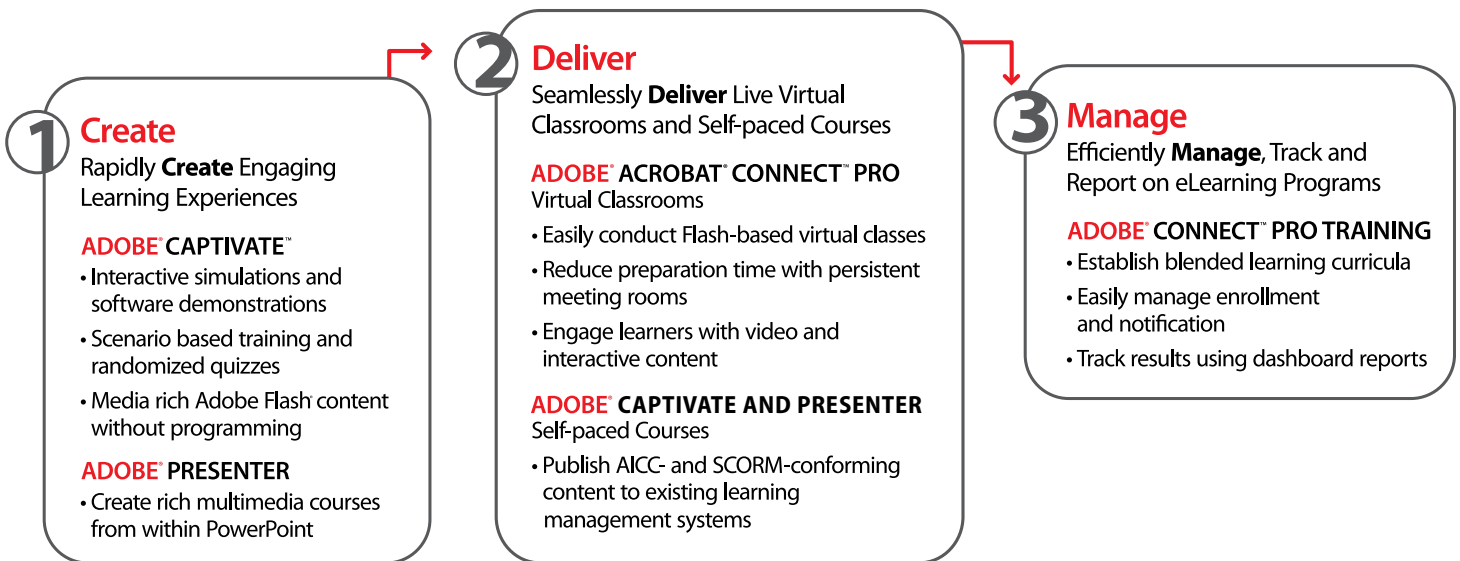 1
Create
Rapidly Create Engaging
Learning Experiences
ADOBE® CAPTIVATE™
• Interactive simulations and
software demonstrations
• Scenario based training and
randomized quizzes
• Media rich Adobe Flash® content
without programming
ADOBE® PRESENTER
• Create rich multimedia courses
from within PowerPoint
2
Deliver
Seamlessly Deliver Live Virtual
Classrooms and Self-paced Courses
ADOBE® ACROBAT® CONNECT™ PRO
Virtual Classrooms
• Easily conduct Flash-based virtual classes
• Reduce preparation time with persistent
meeting rooms
• Engage learners with video and
interactive content
ADOBE® CAPTIVATE AND PRESENTER
Self-paced Courses
• Publish AICC- and SCORM-conforming
content to existing learning
management systems
3
Manage
Efficiently Manage, Track and
Report on eLearning Programs
ADOBE® CONNECT™ PRO TRAINING
• Establish blended learning curricula
• Easily manage enrollment
and notification
• Track results using dashboard reports